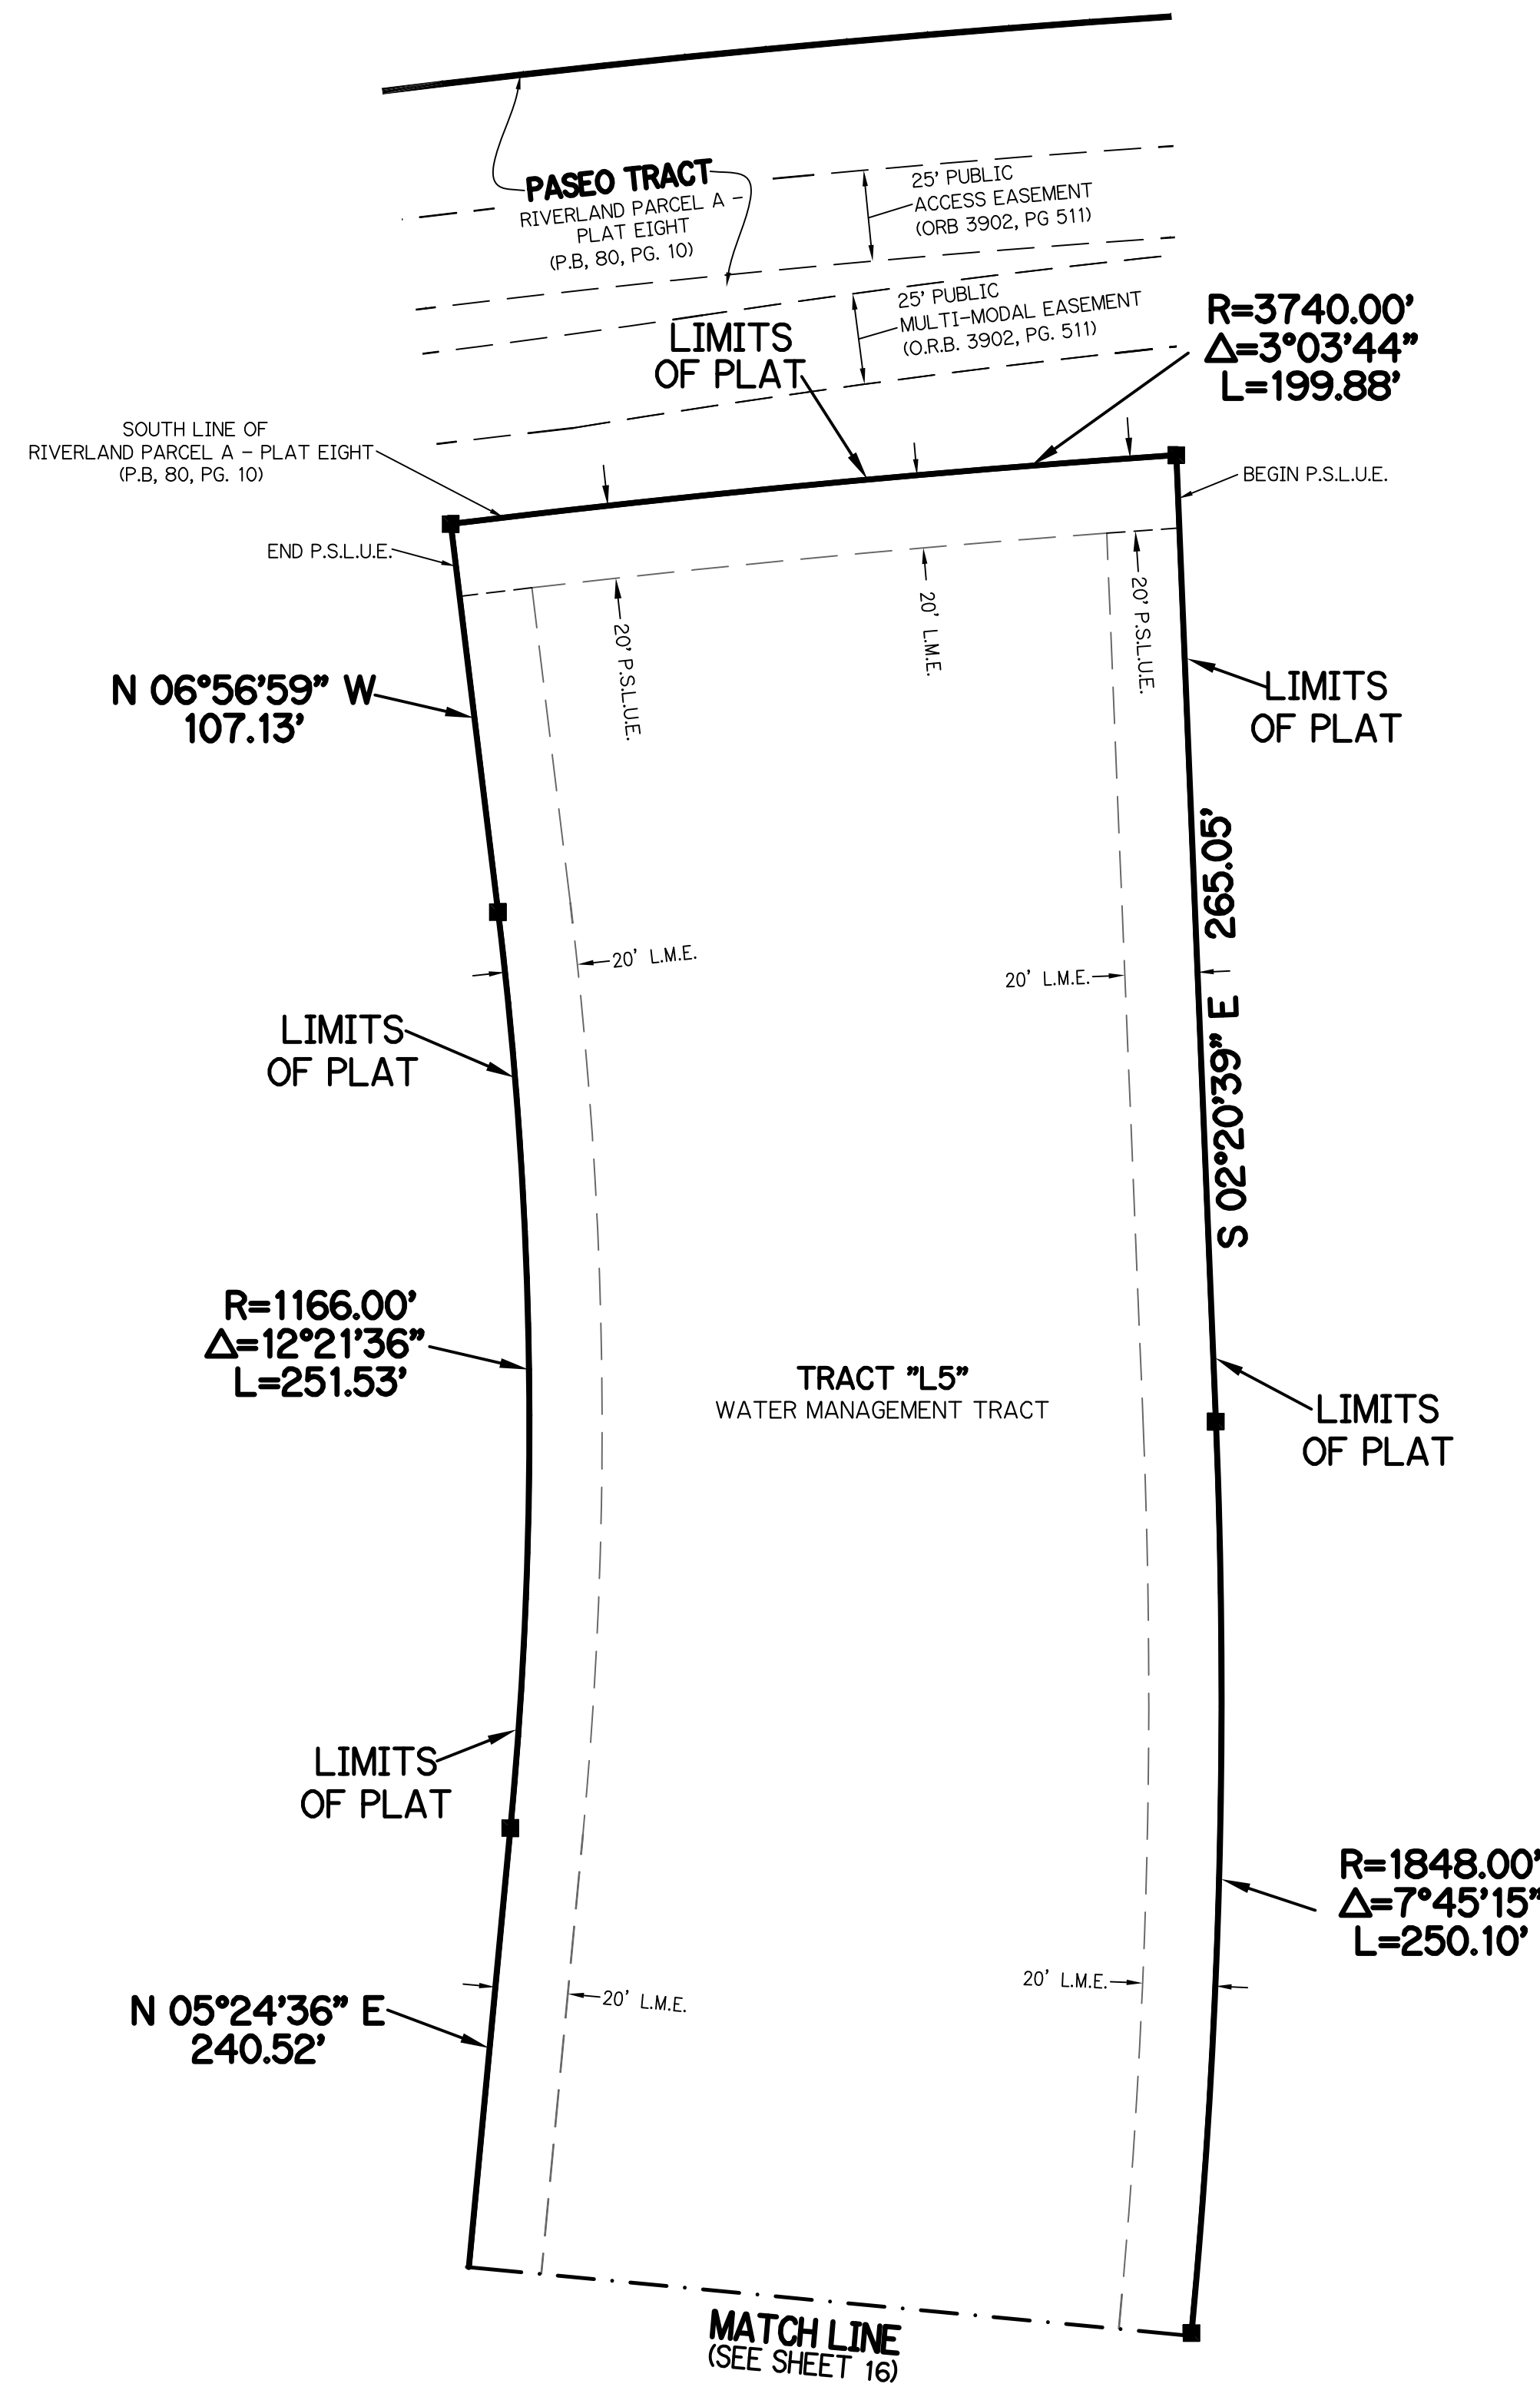 PASEO TRACT
RIVERLAND PARCEL A -
PLAT EIGHT
(P.B, 80, PG. 10)
25' PUBLIC
ACCESS EASEMENT
(ORB 3902, PG 511)
25' PUBLIC
MULTI-MODAL EASEMENT
(O.R.B. 3902, PG. 511)
LIMITS
OF PLAT
R=3740.00'
△=3°03'44"
L=199.88'
SOUTH LINE OF
RIVERLAND PARCEL A - PLAT EIGHT
(P.B, 80, PG. 10)
BEGIN P.S.L.U.E.
END P.S.L.U.E.
20' P.S.L.U.E.
20' L.M.E.
20' P.S.L.U.E.
N 06°56'59" W
107.13'
LIMITS
OF PLAT
S 02°20'39" E 265.05'
20' L.M.E.
20' L.M.E.
LIMITS
OF PLAT
R=1166.00'
△=12°21'36"
L=251.53'
TRACT "L5"
WATER MANAGEMENT TRACT
LIMITS
OF PLAT
LIMITS
OF PLAT
R=1848.00'
△=7°45'15"
L=250.10'
N 05°24'36" E
240.52'
20' L.M.E.
20' L.M.E.
MATCH LINE
(SEE SHEET 16)